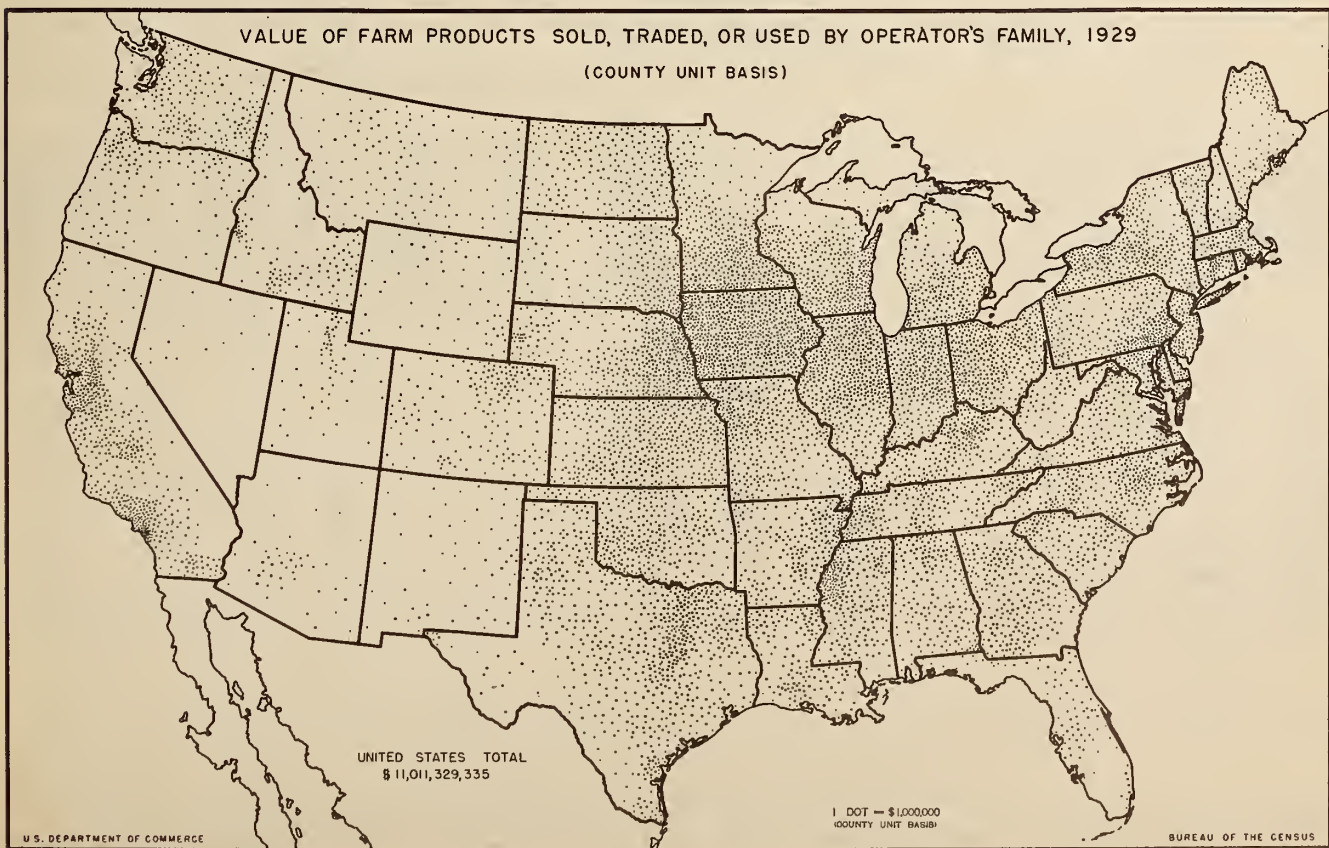 VALUE OF FARM PRODUCTS SOLD, TRADED, OR USED BY OPERATOR'S FAMILY, 1929
(COUNTY UNIT BASIS)
UNITED STATES TOTAL
$ 11,011,329,335
1 DOT = $1,000,000
(COUNTY UNIT BASIS)
U.S. DEPARTMENT OF COMMERCE
BUREAU OF THE CENSUS